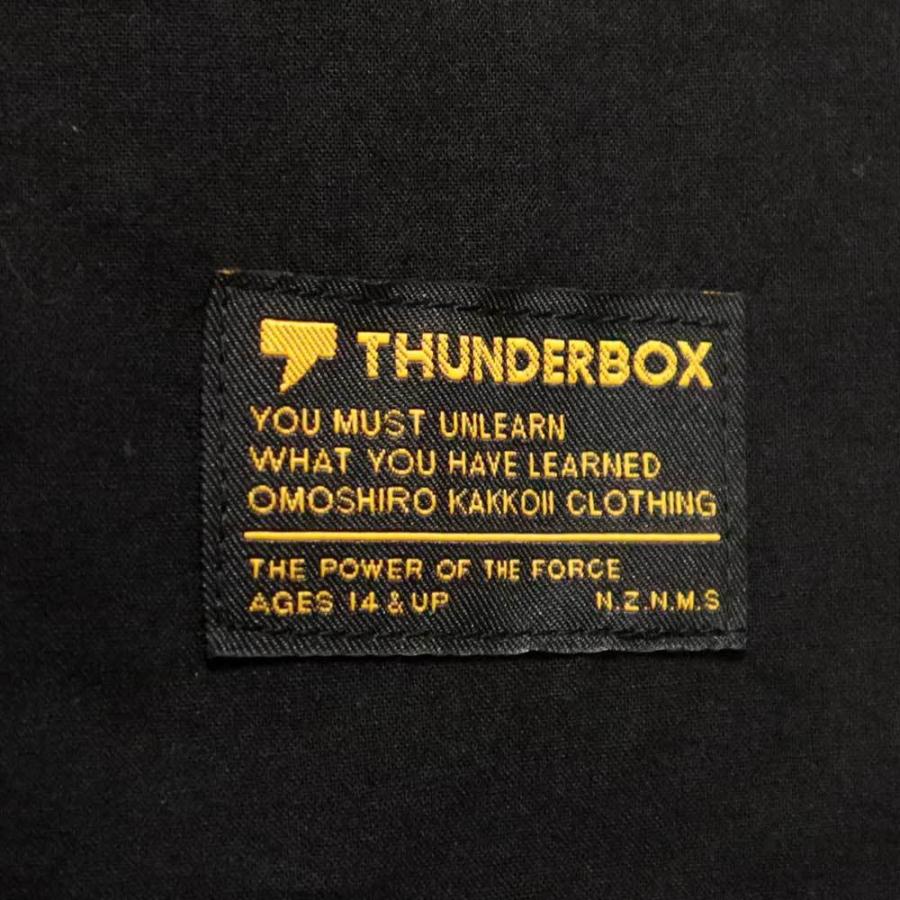 THUNDERBOX
YOU MUST UNLEARN
WHAT YOU HAVE LEARNED
OMOSHIRO KAKKOII CLOTHING
THE POWER OF THE FORCE
AGES 14 & UP N.Z.N.M.S